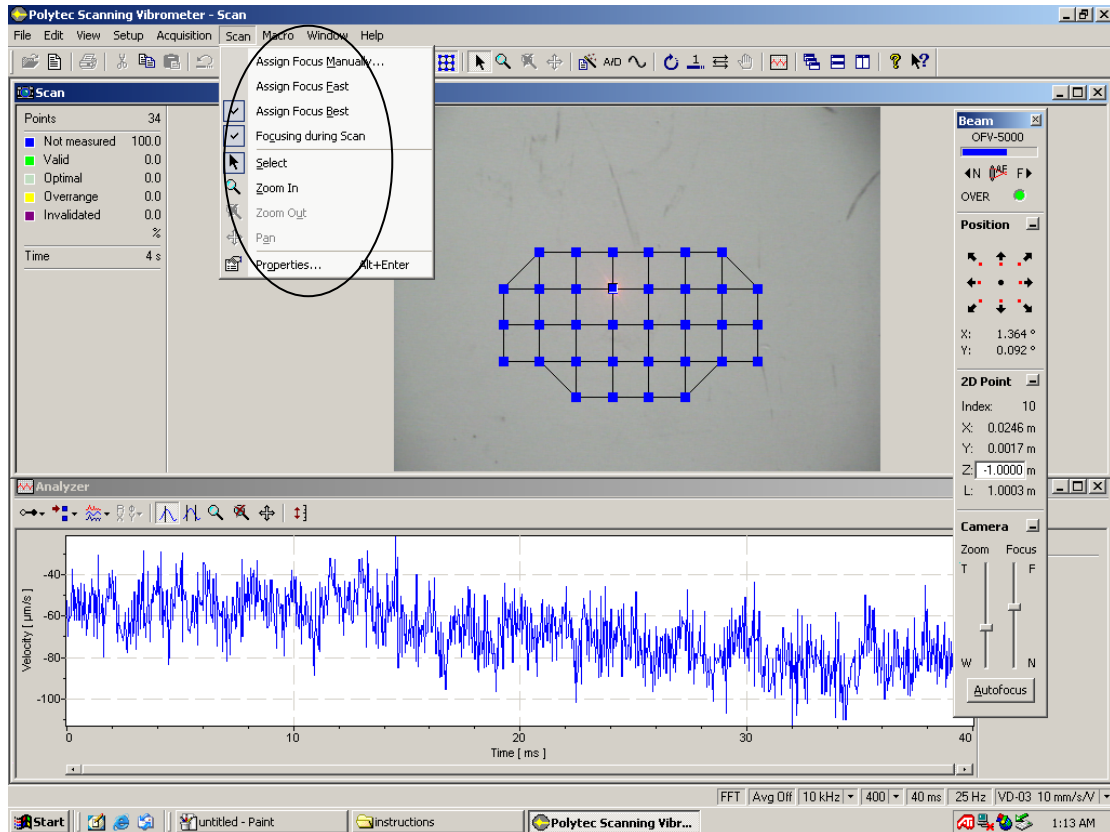 Polytec Scanning Vibrometer - Scan
File Edit View Setup Acquisition Scan Macro Window Help
Assign Focus Manually...
Assign Focus Fast
Assign Focus Best
Focusing during Scan
Select
Zoom In
Zoom Out
Pan
Properties... Alt+Enter
A/D
Scan
Points 34
Not measured 100.0
Valid 0.0
Optimal 0.0
Overrange 0.0
Invalidated 0.0
%
Time 4 s
Beam
OFV-5000
N AF F
OVER
Position
X: 1.364 °
Y: 0.092 °
2D Point
Index: 10
X: 0.0246 m
Y: 0.0017 m
Z: -1.0000 m
L: 1.0003 m
Camera
Zoom Focus
T F
W N
Autofocus
Analyzer
Velocity [ µm/s ]
-40
-60
-80
-100
0 10 20 30 40
Time [ ms ]
FFT Avg Off 10 kHz 400 40 ms 25 Hz VD-03 10 mm/s/V
Start untitled - Paint instructions Polytec Scanning Vibr... 1:13 AM